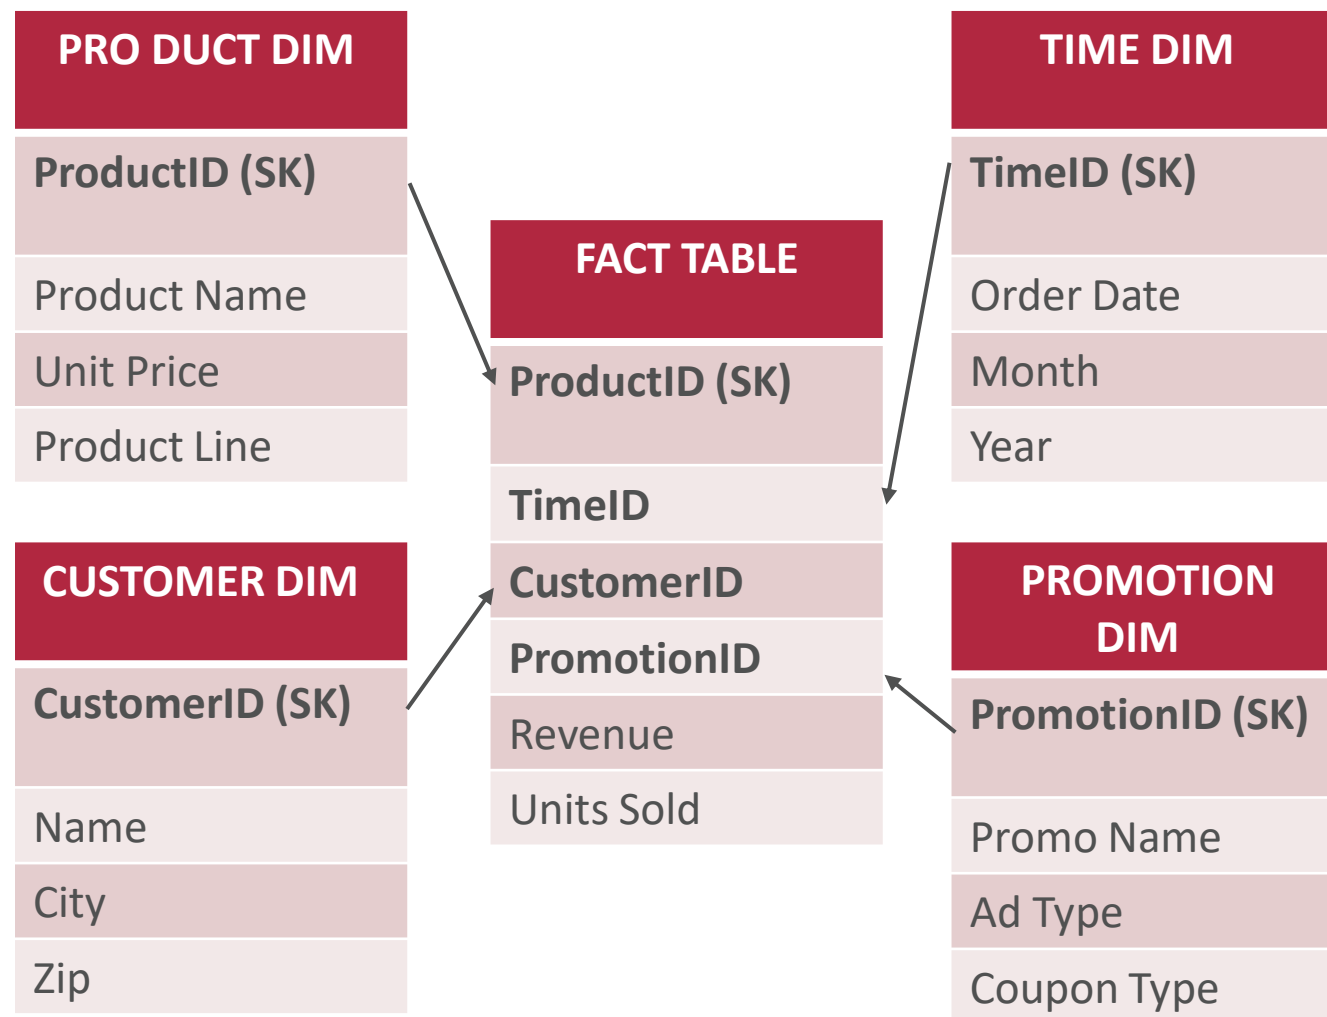 PRO DUCT DIM
ProductID (SK)
Product Name
Unit Price
Product Line
TIME DIM
TimeID (SK)
Order Date
Month
Year
FACT TABLE
ProductID (SK)
TimeID
CustomerID
PromotionID
Revenue
Units Sold
CUSTOMER DIM
CustomerID (SK)
Name
City
Zip
PROMOTION
DIM
PromotionID (SK)
Promo Name
Ad Type
Coupon Type